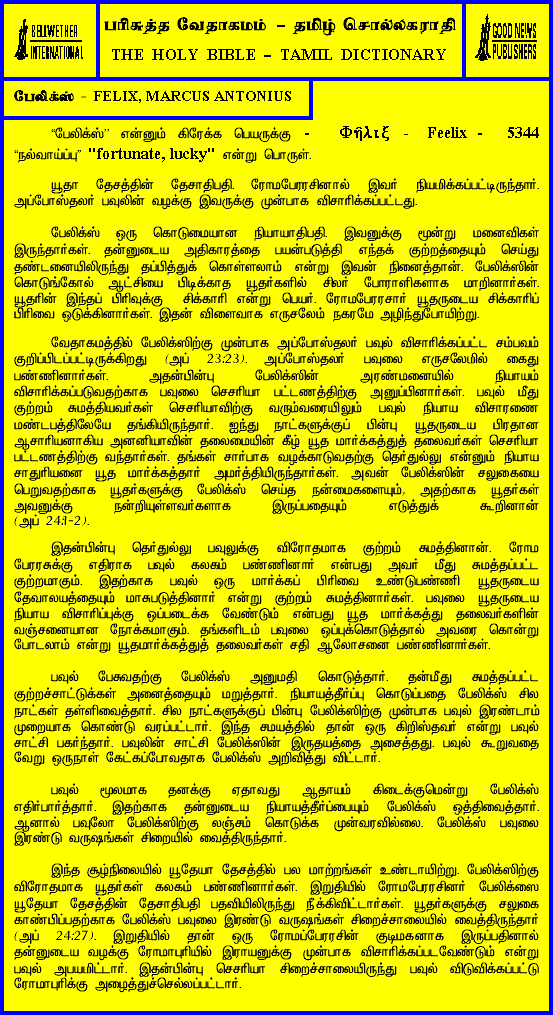 BELLWETHER
INTERNATIONAL
பரிசுத்த வேதாகமம் – தமிழ் சொல்லகராதி
THE HOLY BIBLE – TAMIL DICTIONARY
GOOD NEWS
PUBLISHERS
பேலிக்ஸ் – FELIX, MARCUS ANTONIUS
“பேலிக்ஸ்” என்னும் கிரேக்க பெயருக்கு - Φῆλιξ - Feelix - 5344
“நல்வாய்ப்பு” "fortunate, lucky" என்று பொருள்.
யூதா தேசத்தின் தேசாதிபதி. ரோமபேரரசினால் இவர் நியமிக்கப்பட்டிருந்தார்.
அப்போஸ்தலர் பவுலின் வழக்கு இவருக்கு முன்பாக விசாரிக்கப்பட்டது.
பேலிக்ஸ் ஒரு கொடுமையான நியாயாதிபதி. இவனுக்கு மூன்று மனைவிகள்
இருந்தார்கள். தன்னுடைய அதிகாரத்தை பயன்படுத்தி எந்தக் குற்றத்தையும் செய்து
தண்டனையிலிருந்து தப்பித்துக் கொள்ளலாம் என்று இவன் நினைத்தான். பேலிக்ஸின்
கொடுங்கோல் ஆட்சியை பிடிக்காத யூதர்களில் சிலர் போராளிகளாக மாறினார்கள்.
யூதரின் இந்தப் பிரிவுக்கு சிக்காரி என்று பெயர். ரோமபேரரசார் யூதருடைய சிக்காரிப்
பிரிவை ஒடுக்கினார்கள். இதன் விளைவாக எருசலேம் நகரமே அழிந்துபோயிற்று.
வேதாகமத்தில் பேலிக்ஸிற்கு முன்பாக அப்போஸ்தலர் பவுல் விசாரிக்கப்பட்ட சம்பவம்
குறிப்பிடப்பட்டிருக்கிறது (அப் 23:23). அப்போஸ்தலர் பவுலை எருசலேமில் கைது
பண்ணினார்கள். அதன்பின்பு பேலிக்ஸின் அரண்மனையில் நியாயம்
விசாரிக்கப்படுவதற்காக பவுலை செசரியா பட்டணத்திற்கு அனுப்பினார்கள். பவுல் மீது
குற்றம் சுமத்தியவர்கள் செசரியாவிற்கு வரும்வரையிலும் பவுல் நியாய விசாரணை
மண்டபத்திலேயே தங்கியிருந்தார். ஐந்து நாட்களுக்குப் பின்பு யூதருடைய பிரதான
ஆசாரியனாகிய அனனியாவின் தலைமையின் கீழ் யூத மார்க்கத்துத் தலைவர்கள் செசரியா
பட்டணத்திற்கு வந்தார்கள். தங்கள் சார்பாக வழக்காடுவதற்கு தெர்துல்லு என்னும் நியாய
சாதுரியனை யூத மார்க்கத்தார் அமர்த்தியிருந்தார்கள். அவன் பேலிக்ஸின் சலுகையை
பெறுவதற்காக யூதர்களுக்கு பேலிக்ஸ் செய்த நன்மைகளையும், அதற்காக யூதர்கள்
அவனுக்கு நன்றியுள்ளவர்களாக இருப்பதையும் எடுத்துக் கூறினான்
(அப் 24:1-2).
இதன்பின்பு தெர்துல்லு பவுலுக்கு விரோதமாக குற்றம் சுமத்தினான். ரோம
பேரரசுக்கு எதிராக பவுல் கலகம் பண்ணினார் என்பது அவர் மீது சுமத்தப்பட்ட
குற்றமாகும். இதற்காக பவுல் ஒரு மார்க்கப் பிரிவை உண்டுபண்ணி யூதருடைய
தேவாலயத்தையும் மாசுபடுத்தினார் என்று குற்றம் சுமத்தினார்கள். பவுலை யூதருடைய
நியாய விசாரிப்புக்கு ஒப்படைக்க வேண்டும் என்பது யூத மார்க்கத்து தலைவர்களின்
வஞ்சனையான நோக்கமாகும். தங்களிடம் பவுலை ஒப்புக்கொடுத்தால் அவரை கொன்று
போடலாம் என்று யூதமார்க்கத்துத் தலைவர்கள் சதி ஆலோசனை பண்ணினார்கள்.
பவுல் பேசுவதற்கு பேலிக்ஸ் அனுமதி கொடுத்தார். தன்மீது சுமத்தப்பட்ட
குற்றச்சாட்டுக்கள் அனைத்தையும் மறுத்தார். நியாயத்தீர்ப்பு கொடுப்பதை பேலிக்ஸ் சில
நாட்கள் தள்ளிவைத்தார். சில நாட்களுக்குப் பின்பு பேலிக்ஸிற்கு முன்பாக பவுல் இரண்டாம்
முறையாக கொண்டு வரப்பட்டார். இந்த சமயத்தில் தான் ஒரு கிறிஸ்தவர் என்று பவுல்
சாட்சி பகர்ந்தார். பவுலின் சாட்சி பேலிக்ஸின் இருதயத்தை அசைத்தது. பவுல் கூறுவதை
வேறு ஒருநாள் கேட்கப்போவதாக பேலிக்ஸ் அறிவித்து விட்டார்.
பவுல் மூலமாக தனக்கு ஏதாவது ஆதாயம் கிடைக்குமென்று பேலிக்ஸ்
எதிர்பார்த்தார். இதற்காக தன்னுடைய நியாயத்தீர்ப்பையும் பேலிக்ஸ் ஒத்திவைத்தார்.
ஆனால் பவுலோ பேலிக்ஸிற்கு லஞ்சம் கொடுக்க முன்வரவில்லை. பேலிக்ஸ் பவுலை
இரண்டு வருஷங்கள் சிறையில் வைத்திருந்தார்.
இந்த சூழ்நிலையில் யூதேயா தேசத்தில் பல மாற்றங்கள் உண்டாயிற்று. பேலிக்ஸிற்கு
விரோதமாக யூதர்கள் கலகம் பண்ணினார்கள். இறுதியில் ரோமபேரரசினர் பேலிக்ஸை
யூதேயா தேசத்தின் தேசாதிபதி பதவியிலிருந்து நீக்கிவிட்டார்கள். யூதர்களுக்கு சலுகை
காண்பிப்பதற்காக பேலிக்ஸ் பவுலை இரண்டு வருஷங்கள் சிறைச்சாலையில் வைத்திருந்தார்
(அப் 24:27). இறுதியில் தான் ஒரு ரோமப்பேரரசின் குடிமகனாக இருப்பதினால்
தன்னுடைய வழக்கு ரோமாபுரியில் இராயனுக்கு முன்பாக விசாரிக்கப்படவேண்டும் என்று
பவுல் அபயமிட்டார். இதன்பின்பு செசரியா சிறைச்சாலையிருந்து பவுல் விடுவிக்கப்பட்டு
ரோமாபுரிக்கு அழைத்துச்செல்லப்பட்டார்.